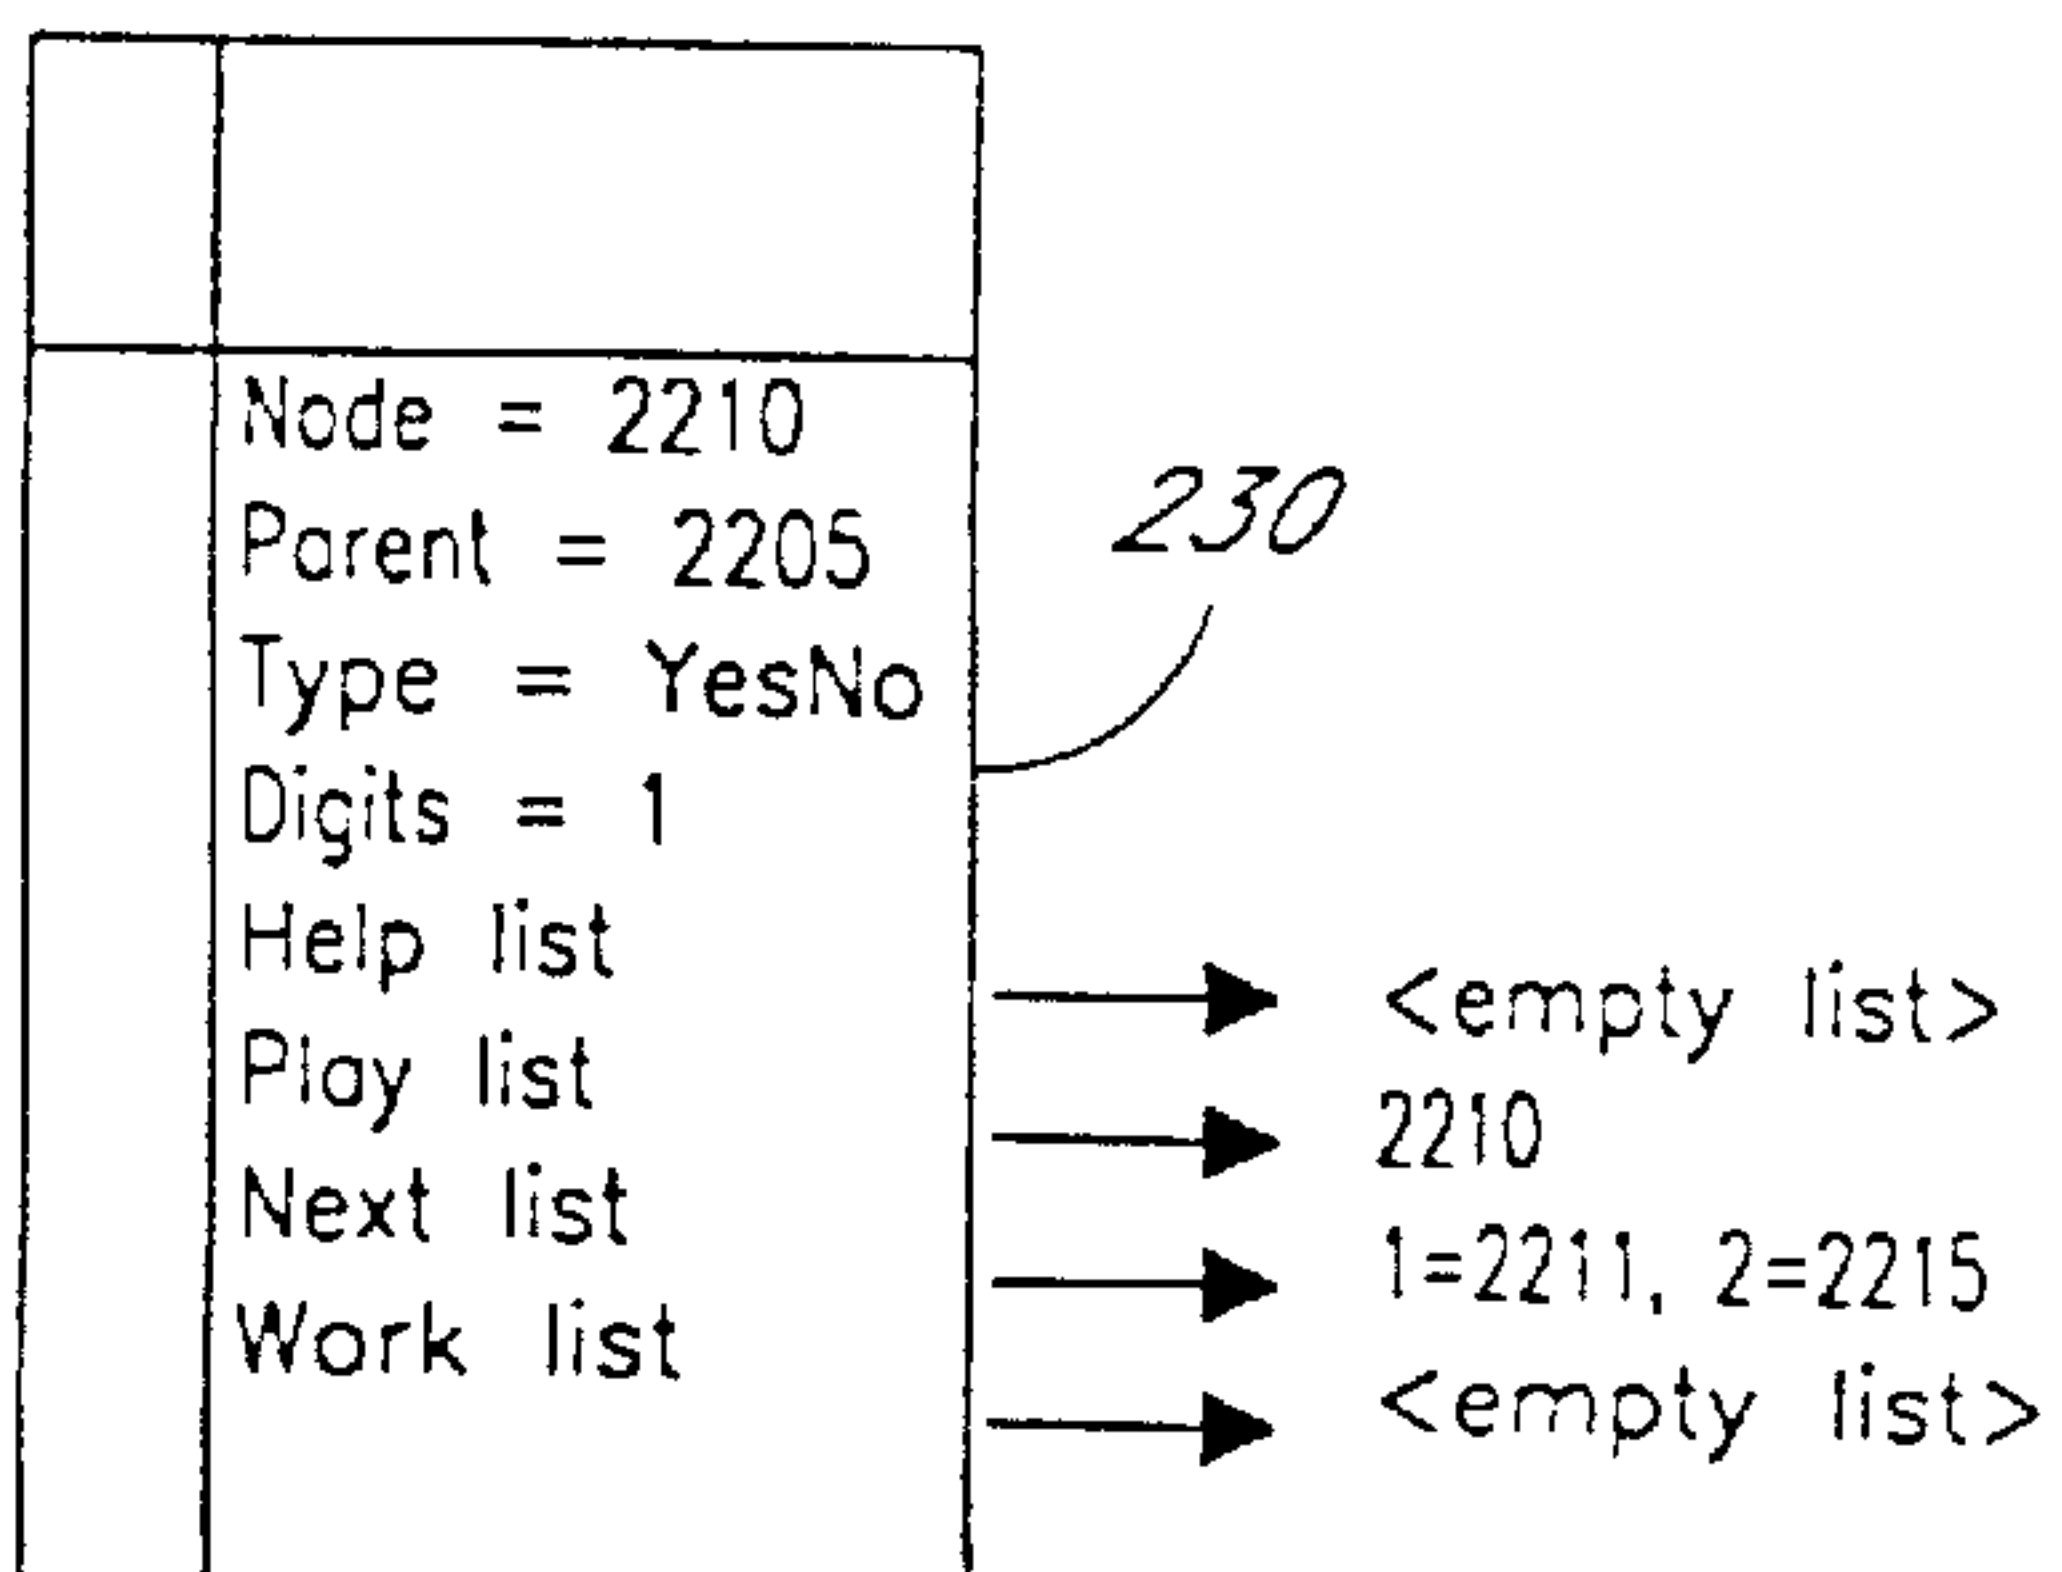 Node = 2210
Parent = 2205
230
Type = YesNo
Digits = 1
Help list
<empty list>
Play list
2210
Next list
1=2211, 2=2215
Work list
<empty list>